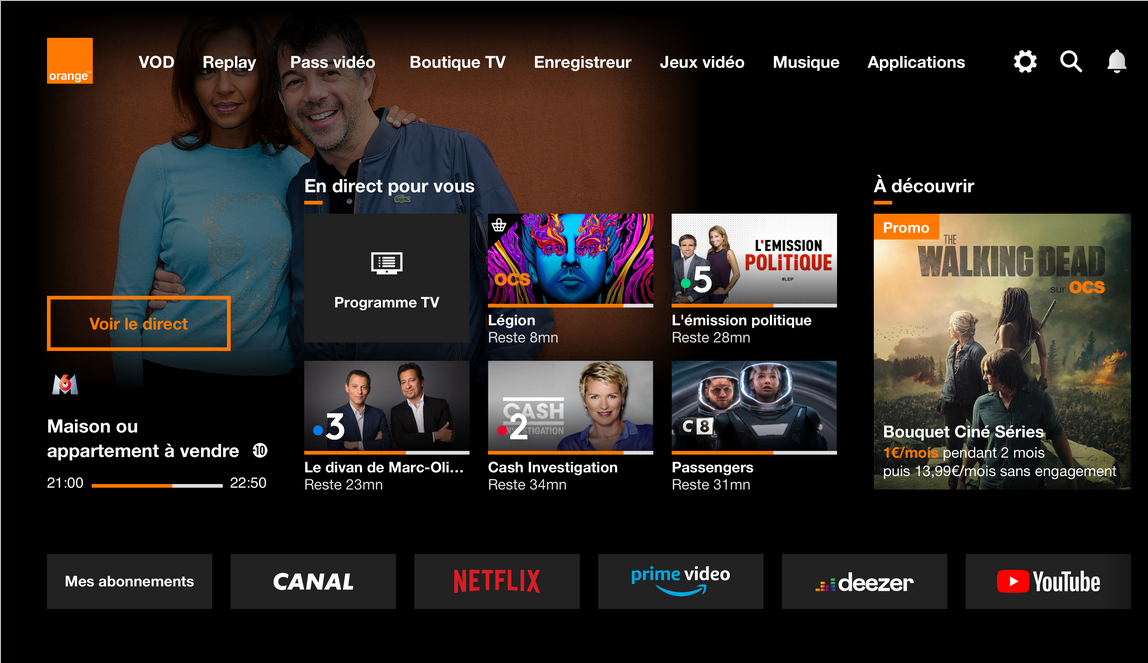 orange™
VOD
Replay
Pass vidéo
Boutique TV
Enregistreur
Jeux vidéo
Musique
Applications
En direct pour vous
À découvrir
Programme TV
OCS
Légion
Reste 8mn
L'ÉMISSION
POLiTiQUE
#LEP
5
L'émission politique
Reste 28mn
Promo
THE
WALKING DEAD
sur OCS
Bouquet Ciné Séries
1€/mois pendant 2 mois
puis 13,99€/mois sans engagement
Voir le direct
M6
Maison ou
appartement à vendre -10
21:00
22:50
3
Le divan de Marc-Oli...
Reste 23mn
CASH
INVESTIGATION
2
Cash Investigation
Reste 34mn
C8
Passengers
Reste 31mn
Mes abonnements
CANAL
NETFLIX
prime video
deezer
YouTube